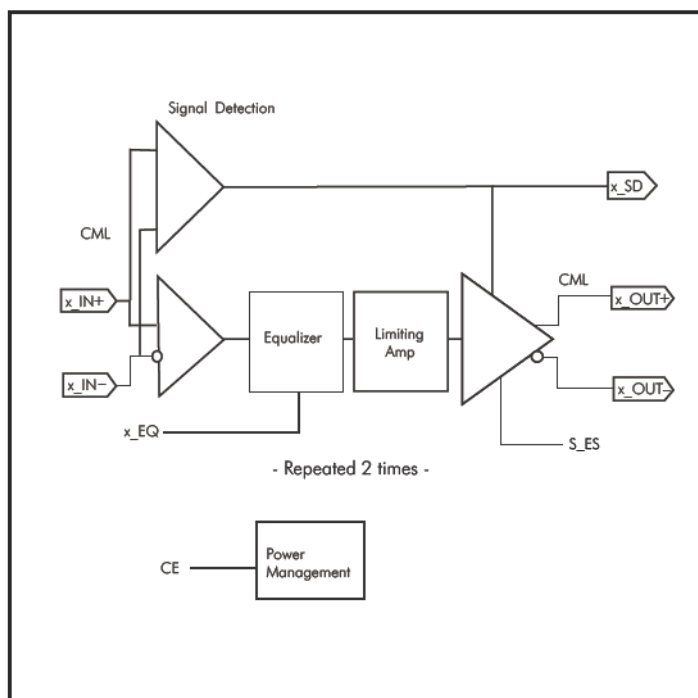 Signal Detection
x_SD
CML
CML
x_IN+
x_OUT+
Equalizer
Limiting
Amp
x_IN−
x_OUT−
x_EQ
S_ES
- Repeated 2 times -
CE
Power
Management